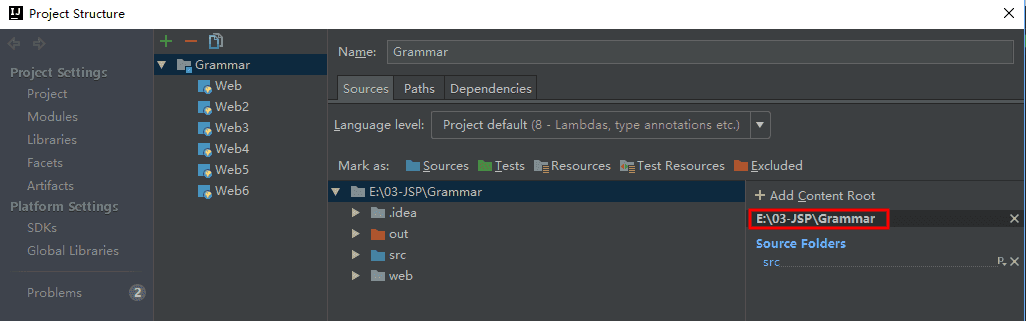 Project Structure
Project Settings
Project
Modules
Libraries
Facets
Artifacts
Platform Settings
SDKs
Global Libraries
Problems 2
Grammar
Web
Web2
Web3
Web4
Web5
Web6
Name: Grammar
Sources Paths Dependencies
Language level: Project default (8 - Lambdas, type annotations etc.)
Mark as: Sources Tests Resources Test Resources Excluded
E:\03-JSP\Grammar
.idea
out
src
web
+ Add Content Root
E:\03-JSP\Grammar
Source Folders
src